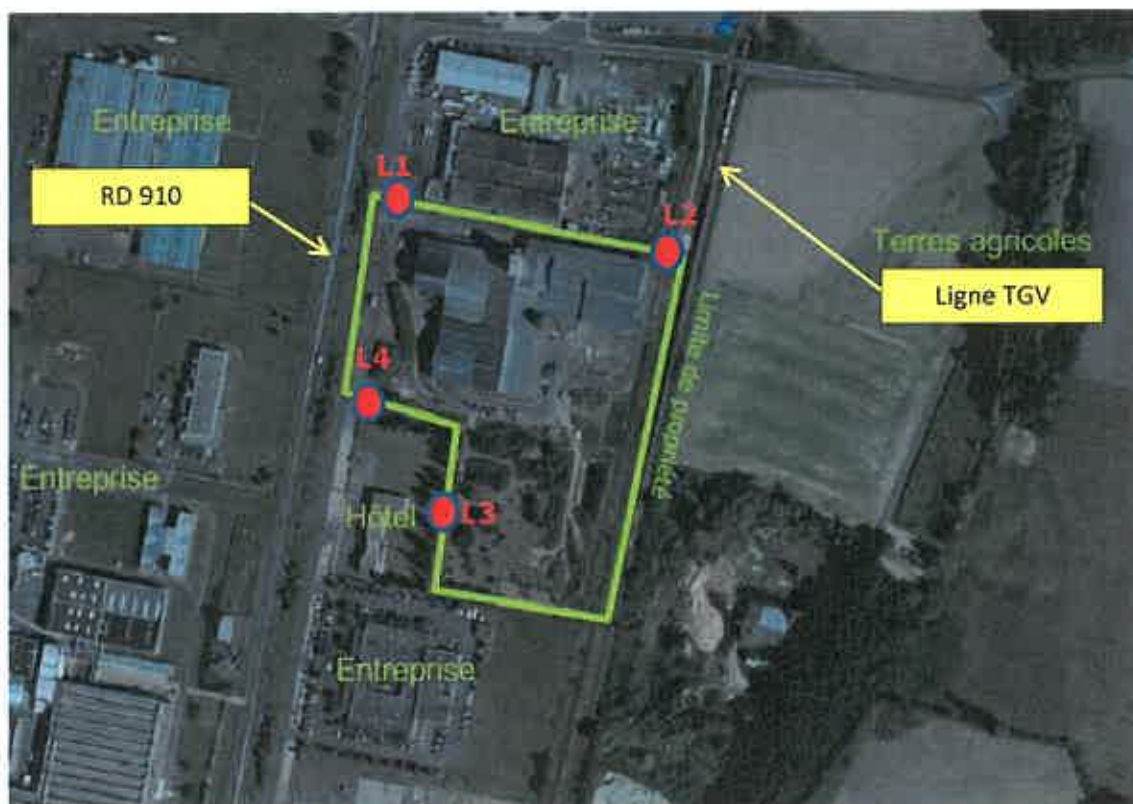 Entreprise
Entreprise
L1
RD 910
L2
Terres agricoles
Ligne TGV
Limite de propriété
L4
Entreprise
Hôtel
L3
Entreprise